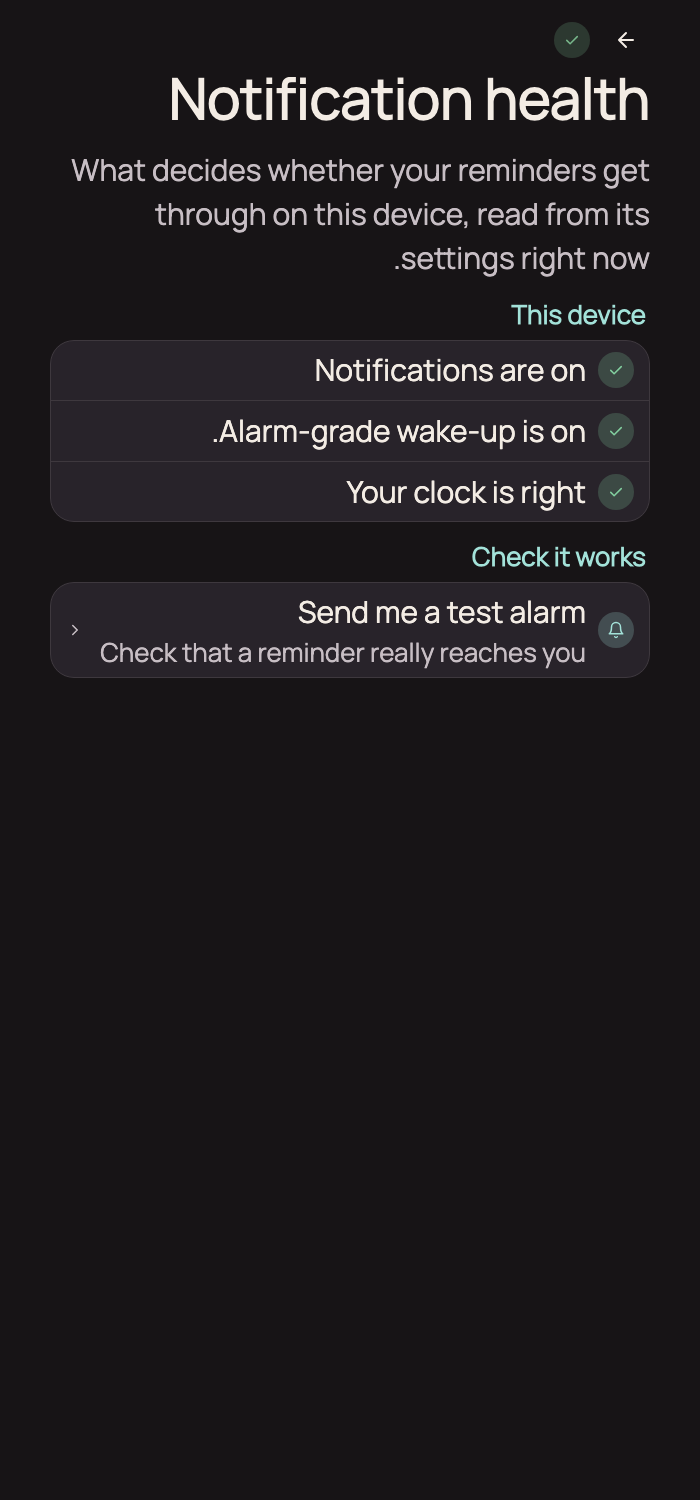 Notification health
What decides whether your reminders get
through on this device, read from its
.settings right now
This device
Notifications are on
.Alarm-grade wake-up is on
Your clock is right
Check it works
Send me a test alarm
Check that a reminder really reaches you